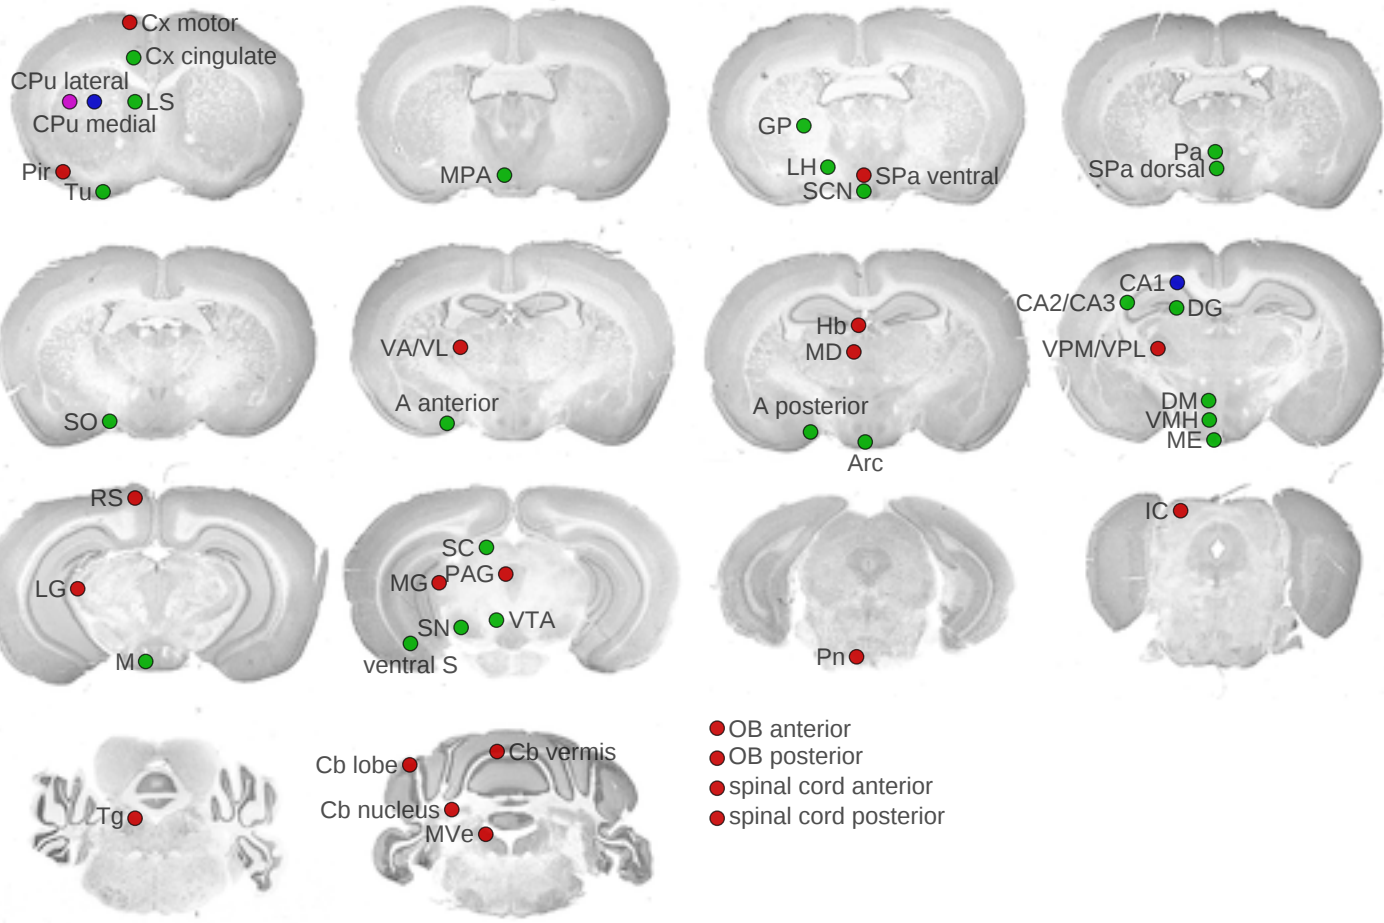 Cx motor
Cx cingulate
CPu lateral
LS
CPu medial
Pir
Tu
MPA
GP
LH
SPa ventral
SCN
Pa
SPa dorsal
SO
VA/VL
A anterior
Hb
MD
A posterior
Arc
CA1
CA2/CA3
DG
VPM/VPL
DM
VMH
ME
RS
LG
M
SC
MG
PAG
SN
VTA
ventral S
Pn
IC
Tg
Cb lobe
Cb vermis
Cb nucleus
MVe
OB anterior
OB posterior
spinal cord anterior
spinal cord posterior